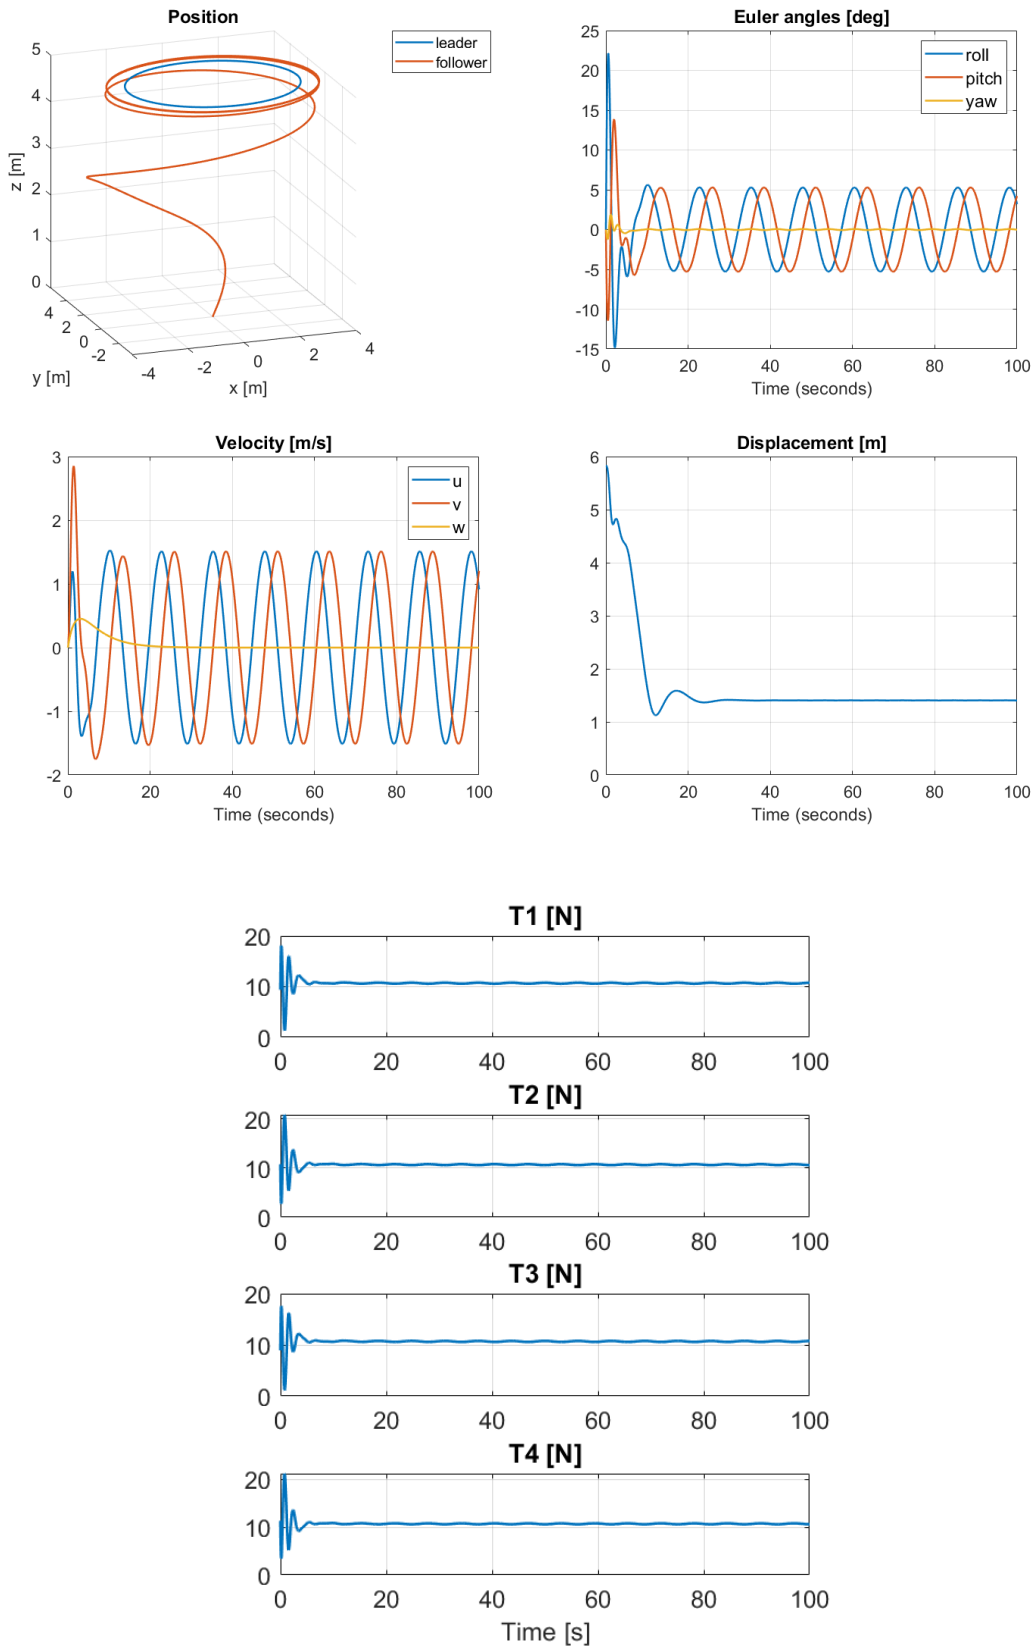 Position
5
4
3
2
1
0
z [m]
4
2
0
-2
y [m]
-4
-2
0
2
4
x [m]
leader
follower
Euler angles [deg]
25
20
15
10
5
0
-5
-10
-15
0
20
40
60
80
100
Time (seconds)
roll
pitch
yaw
Velocity [m/s]
3
2
1
0
-1
-2
0
20
40
60
80
100
Time (seconds)
u
v
w
Displacement [m]
6
5
4
3
2
1
0
0
20
40
60
80
100
Time (seconds)
T1 [N]
20
10
0
0 20 40 60 80 100
T2 [N]
20
10
0
0 20 40 60 80 100
T3 [N]
20
10
0
0 20 40 60 80 100
T4 [N]
20
10
0
0 20 40 60 80 100
Time [s]